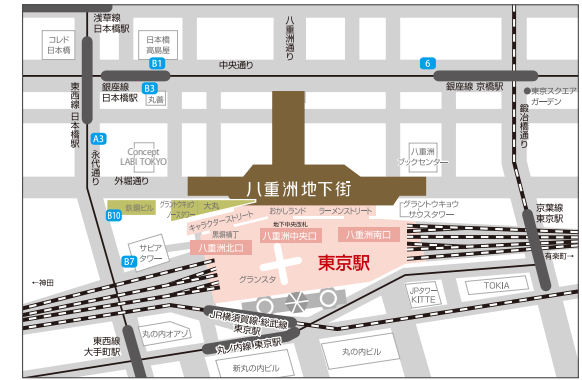 浅草線
日本橋駅
コレド
日本橋
日本橋
高島屋
八重洲通り
B1
中央通り
6
銀座線
日本橋駅
B3
丸善
銀座線 京橋駅
東京スクエア
ガーデン
東西線 日本橋駅
鍛冶橋通り
A3
永代通り
Concept
LABI TOKYO
八重洲
ブックセンター
外堀通り
八重洲地下街
鉄鋼ビル
B10
グラントウキョウ
ノースタワー
大丸
キャラクターストリート
おかしランド
ラーメンストリート
グラントウキョウ
サウスタワー
京葉線
東京駅
黒塀横丁
地下中央改札
八重洲北口
八重洲中央口
八重洲南口
サピア
タワー
B7
東京駅
有楽町→
←神田
グランスタ
JPタワー
KITTE
TOKIA
JR横須賀線・総武線
東京駅
東西線
大手町駅
丸の内オアゾ
丸ノ内線 東京駅
新丸の内ビル
丸の内ビル